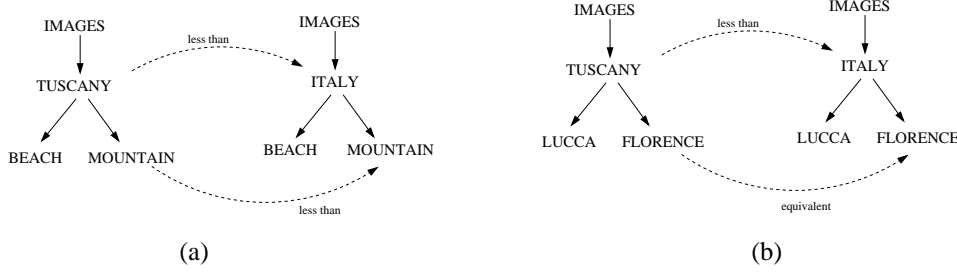 IMAGES
less than
IMAGES
TUSCANY
ITALY
BEACH
MOUNTAIN
BEACH
MOUNTAIN
less than
(a)
IMAGES
less than
IMAGES
TUSCANY
ITALY
LUCCA
FLORENCE
LUCCA
FLORENCE
equivalent
(b)